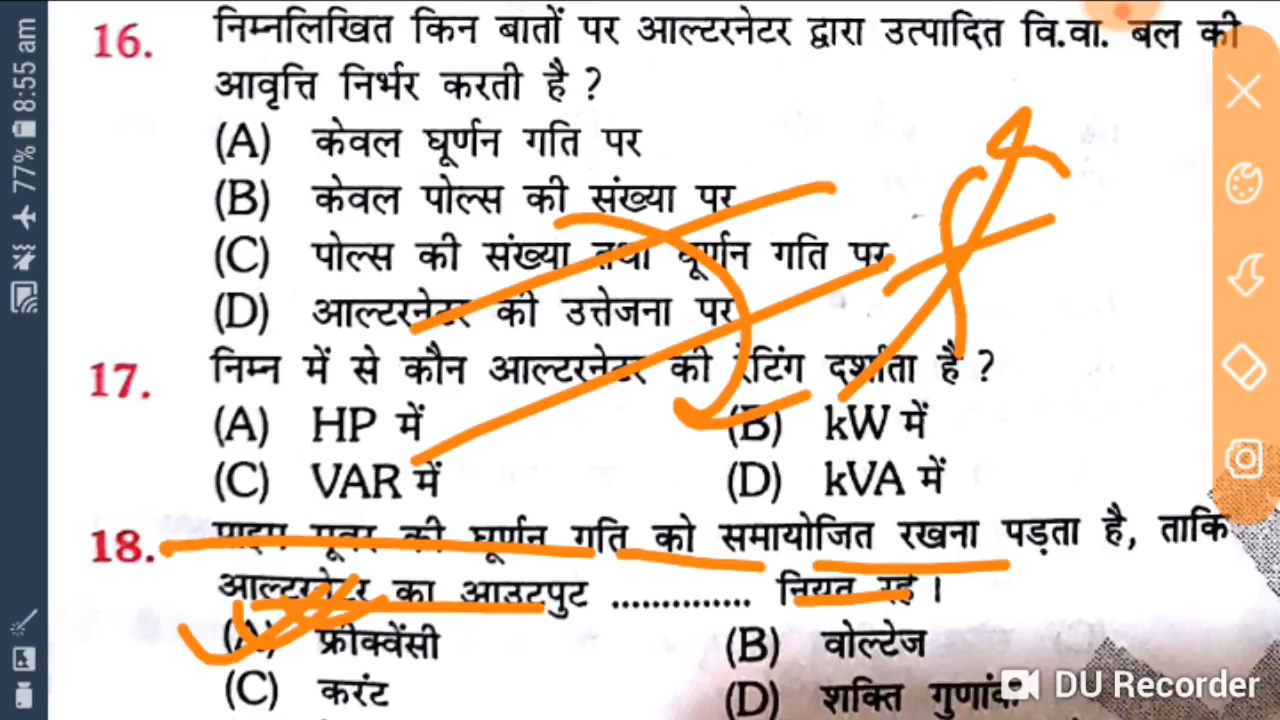 8:55 am
77%
16. निम्नलिखित किन बातों पर आल्टरनेटर द्वारा उत्पादित वि.वा. बल की
आवृत्ति निर्भर करती है ?
(A) केवल घूर्णन गति पर
(B) केवल पोल्स की संख्या पर
(C) पोल्स की संख्या तथा घूर्णन गति पर
(D) आल्टरनेटर की उत्तेजना पर
17. निम्न में से कौन आल्टरनेटर की रेटिंग दर्शाता है ?
(A) HP में (B) kW में
(C) VAR में (D) kVA में
18. प्राइम मूवर की घूर्णन गति को समायोजित रखना पड़ता है, ताकि
आल्टरनेटर का आउटपुट .............. नियत रहे ।
(A) फ्रीक्वेंसी (B) वोल्टेज
(C) करंट (D) शक्ति गुणांक
DU Recorder